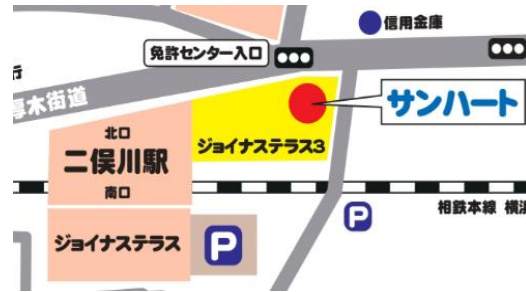 信用金庫
免許センター入口
行
厚木街道
サンハート
北口
二俣川駅
南口
ジョイナステラス3
相鉄本線 横浜
P
ジョイナステラス
P